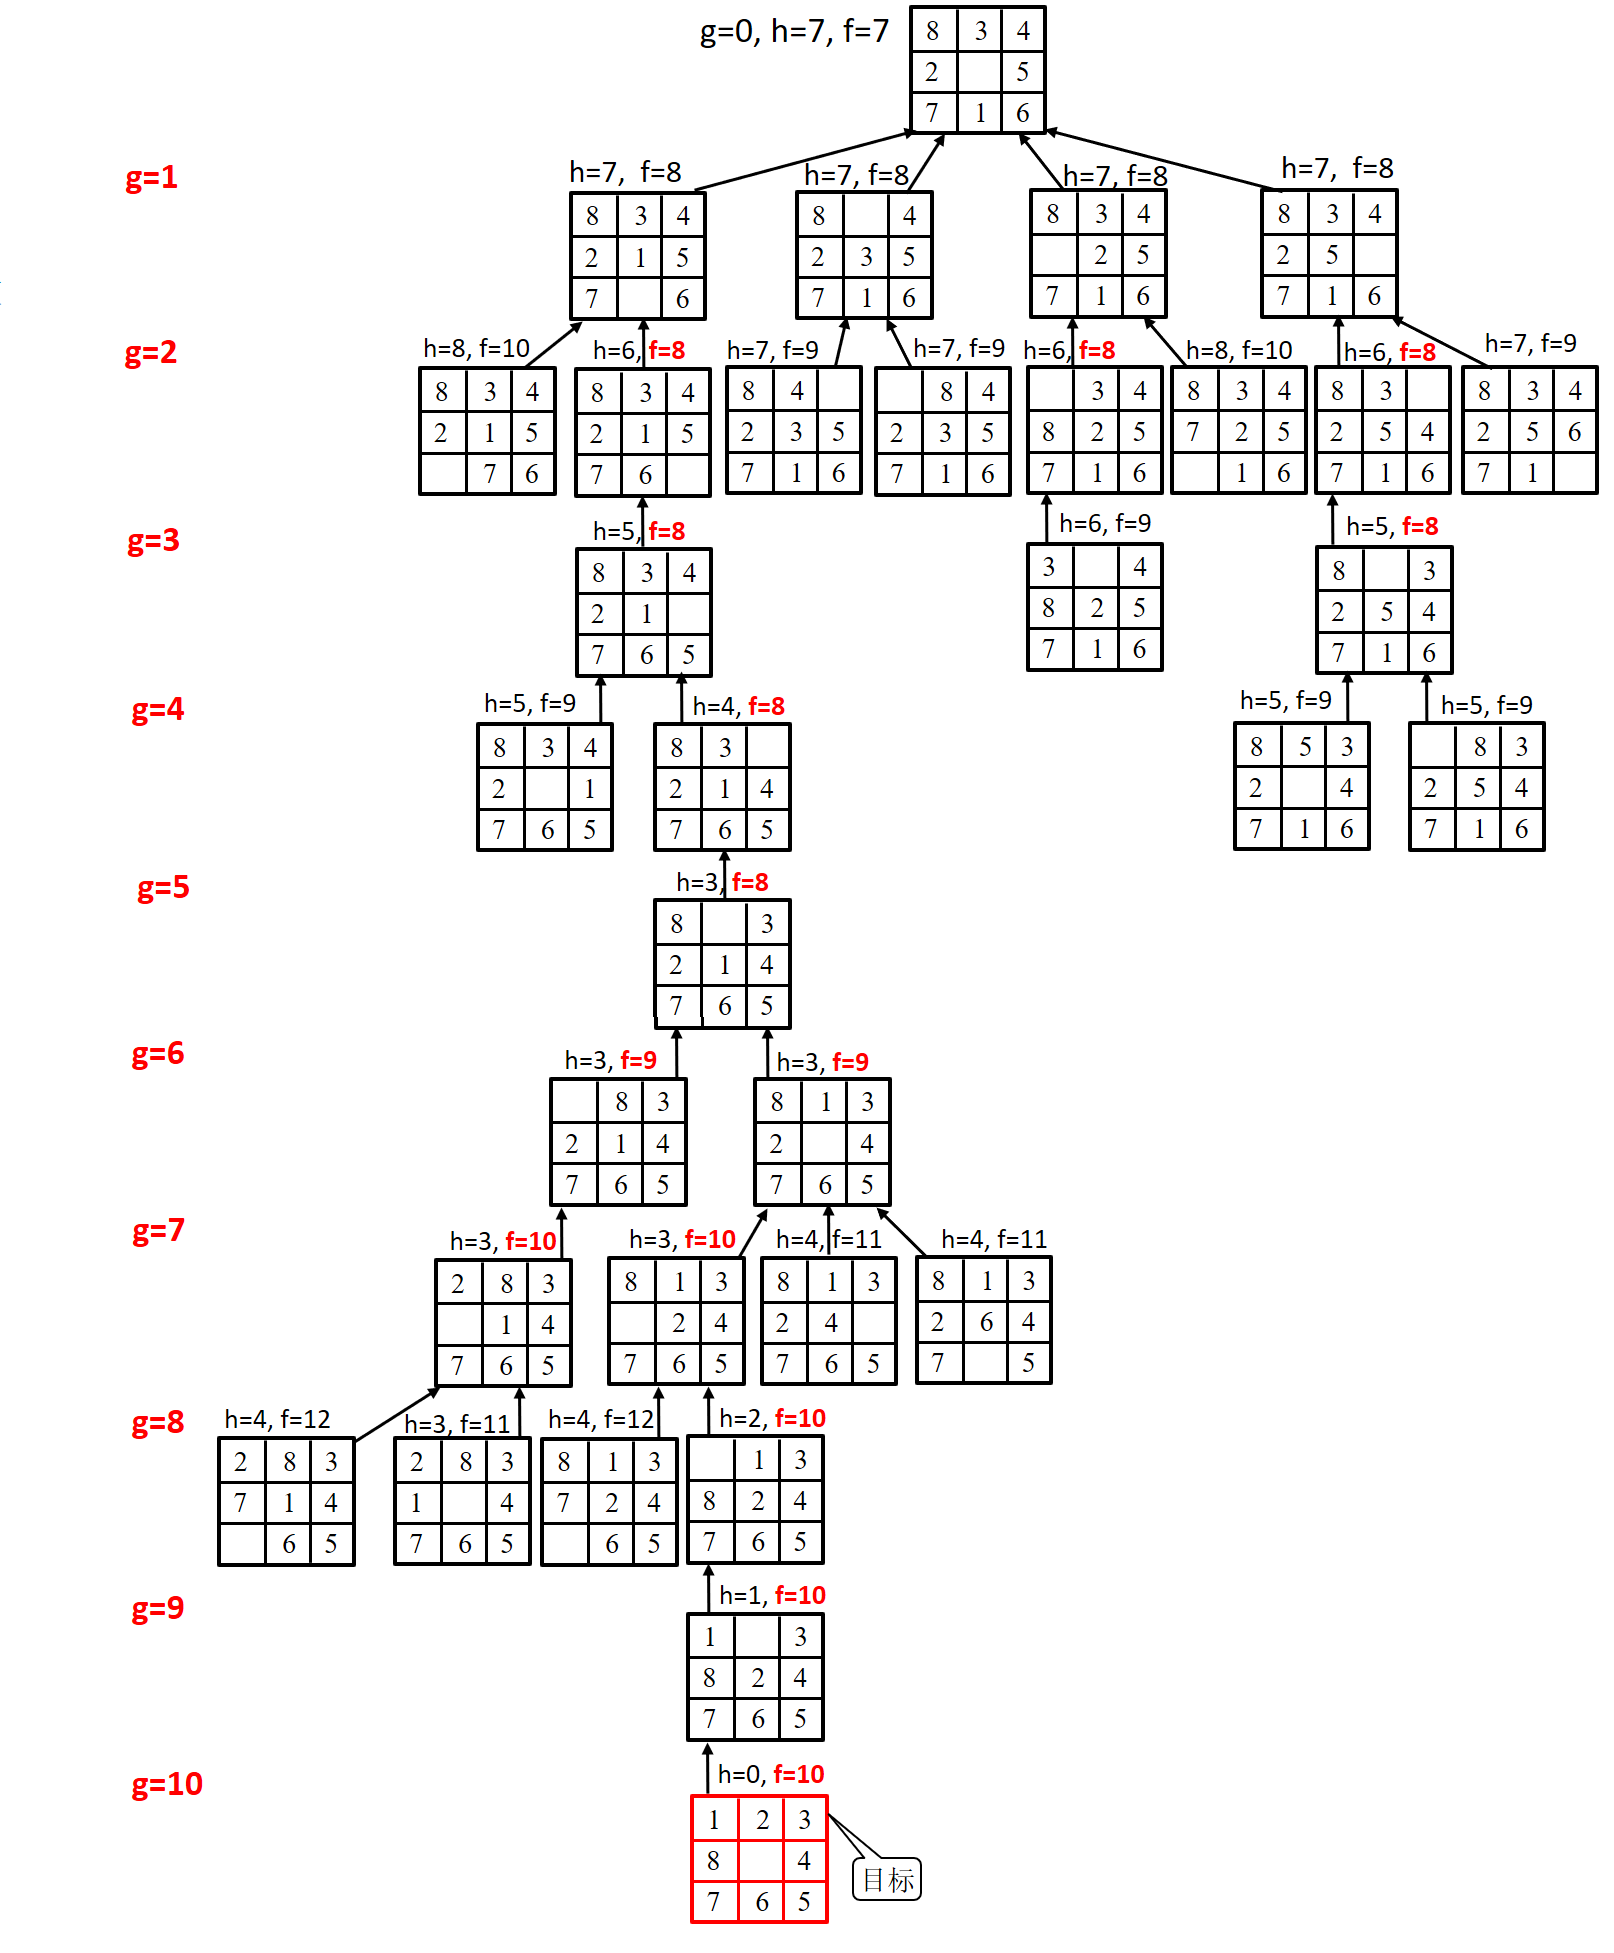 g=0, h=7, f=7
8 3 4
2 5
7 1 6
g=1
h=7, f=8
h=7, f=8
h=7, f=8
h=7, f=8
8 3 4
2 1 5
7 6
8 4
2 3 5
7 1 6
8 3 4
2 5
7 1 6
8 3 4
2 5
7 1 6
g=2
h=8, f=10
h=6, f=8
h=7, f=9
h=7, f=9
h=6, f=8
h=8, f=10
h=6, f=8
h=7, f=9
8 3 4
2 1 5
7 6
8 3 4
2 1 5
7 6
8 4
2 3 5
7 1 6
8 4
2 3 5
7 1 6
3 4
8 2 5
7 1 6
8 3 4
7 2 5
1 6
8 3
2 5 4
7 1 6
8 3 4
2 5 6
7 1
g=3
h=5, f=8
h=6, f=9
h=5, f=8
8 3 4
2 1
7 6 5
3 4
8 2 5
7 1 6
8 3
2 5 4
7 1 6
g=4
h=5, f=9
h=4, f=8
h=5, f=9
h=5, f=9
8 3 4
2 1
7 6 5
8 3
2 1 4
7 6 5
8 5 3
2 4
7 1 6
8 3
2 5 4
7 1 6
g=5
h=3, f=8
8 3
2 1 4
7 6 5
g=6
h=3, f=9
h=3, f=9
8 3
2 1 4
7 6 5
8 1 3
2 4
7 6 5
g=7
h=3, f=10
h=3, f=10
h=4, f=11
h=4, f=11
2 8 3
1 4
7 6 5
8 1 3
2 4
7 6 5
8 1 3
2 4
7 6 5
8 1 3
2 6 4
7 5
g=8
h=4, f=12
h=3, f=11
h=4, f=12
h=2, f=10
2 8 3
7 1 4
6 5
2 8 3
1 4
7 6 5
8 1 3
7 2 4
6 5
1 3
8 2 4
7 6 5
g=9
h=1, f=10
1 3
8 2 4
7 6 5
g=10
h=0, f=10
1 2 3
8 4
7 6 5
目标